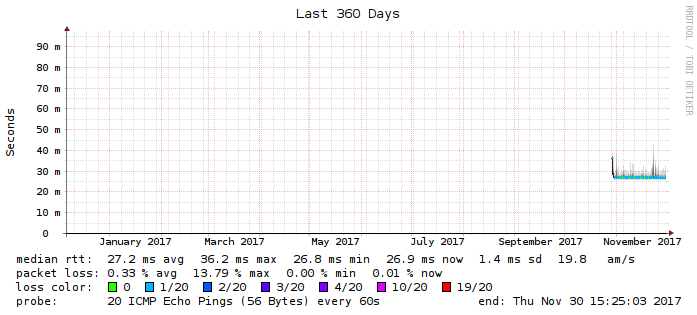 Last 360 Days
RRDTOOL / TOBI OETIKER
Seconds
90 m
80 m
70 m
60 m
50 m
40 m
30 m
20 m
10 m
0
January 2017 March 2017 May 2017 July 2017 September 2017 November 2017
median rtt: 27.2 ms avg 36.2 ms max 26.8 ms min 26.9 ms now 1.4 ms sd 19.8 am/s
packet loss: 0.33 % avg 13.79 % max 0.00 % min 0.01 % now
loss color: 0 1/20 2/20 3/20 4/20 10/20 19/20
probe: 20 ICMP Echo Pings (56 Bytes) every 60s end: Thu Nov 30 15:25:03 2017